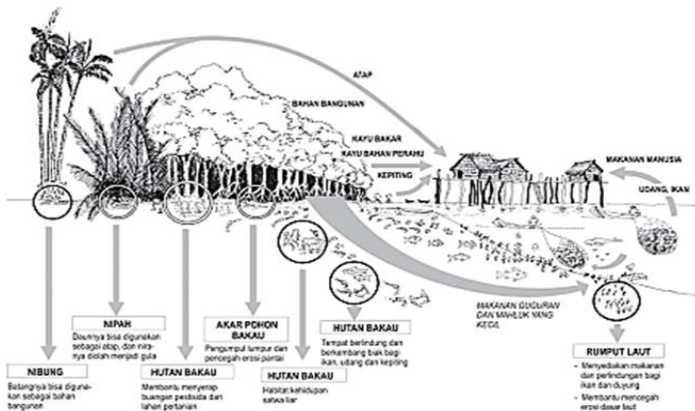 ATAP
BAHAN BANGUNAN
KAYU BAKAR
KAYU BAHAN PERAHU
KEPITING
MAKANAN MANUSIA
UDANG, IKAN
MAKANAN GUGURAN
DAN MAHLUK YANG
KECIL
NIBUNG
Batangnya bisa diguna-
kan sebagai bahan
bangunan
NIPAH
Daunnya bisa digunakan
sebagai atap, dan nira-
nya diolah menjadi gula
HUTAN BAKAU
Membantu menyerap
buangan pestisida dari
lahan pertanian
AKAR POHON
BAKAU
Pengumpul lumpur dan
pencegah erosi pantai
HUTAN BAKAU
Habitat kehidupan
satwa liar
HUTAN BAKAU
Tempat berlindung dan
berkembang biak bagi
ikan, udang dan kepiting
RUMPUT LAUT
- Menyediakan makanan
dan perlindungan bagi
ikan dan duyung
- Membantu mencegah
erosi dasar laut